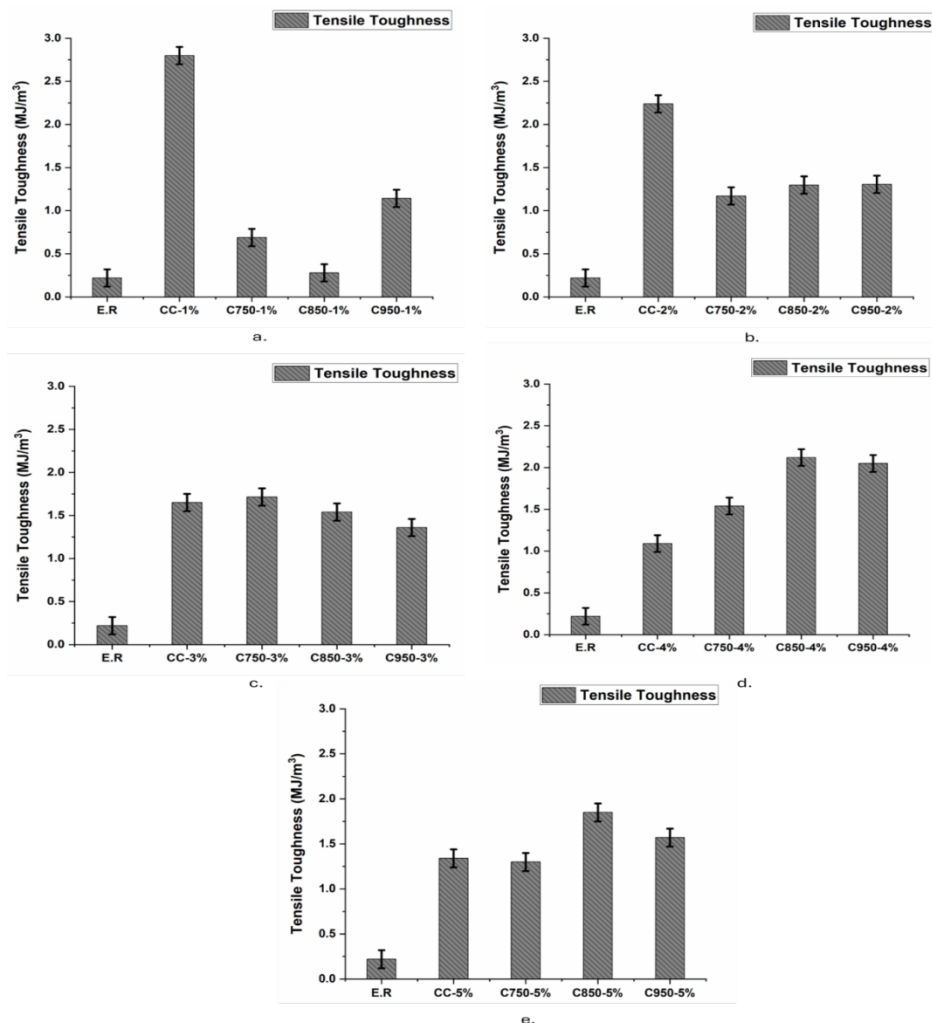 Tensile Toughness
Tensile Toughness (MJ/m³)
3.0
2.5
2.0
1.5
1.0
0.5
0.0
E.R CC-1% C750-1% C850-1% C950-1%
a.
Tensile Toughness
Tensile Toughness (MJ/m³)
3.0
2.5
2.0
1.5
1.0
0.5
0.0
E.R CC-2% C750-2% C850-2% C950-2%
b.
Tensile Toughness
Tensile Toughness (MJ/m³)
3.0
2.5
2.0
1.5
1.0
0.5
0.0
E.R CC-3% C750-3% C850-3% C950-3%
c.
Tensile Toughness
Tensile Toughness (MJ/m³)
3.0
2.5
2.0
1.5
1.0
0.5
0.0
E.R CC-4% C750-4% C850-4% C950-4%
d.
Tensile Toughness
Tensile Toughness (MJ/m³)
3.0
2.5
2.0
1.5
1.0
0.5
0.0
E.R CC-5% C750-5% C850-5% C950-5%
e.